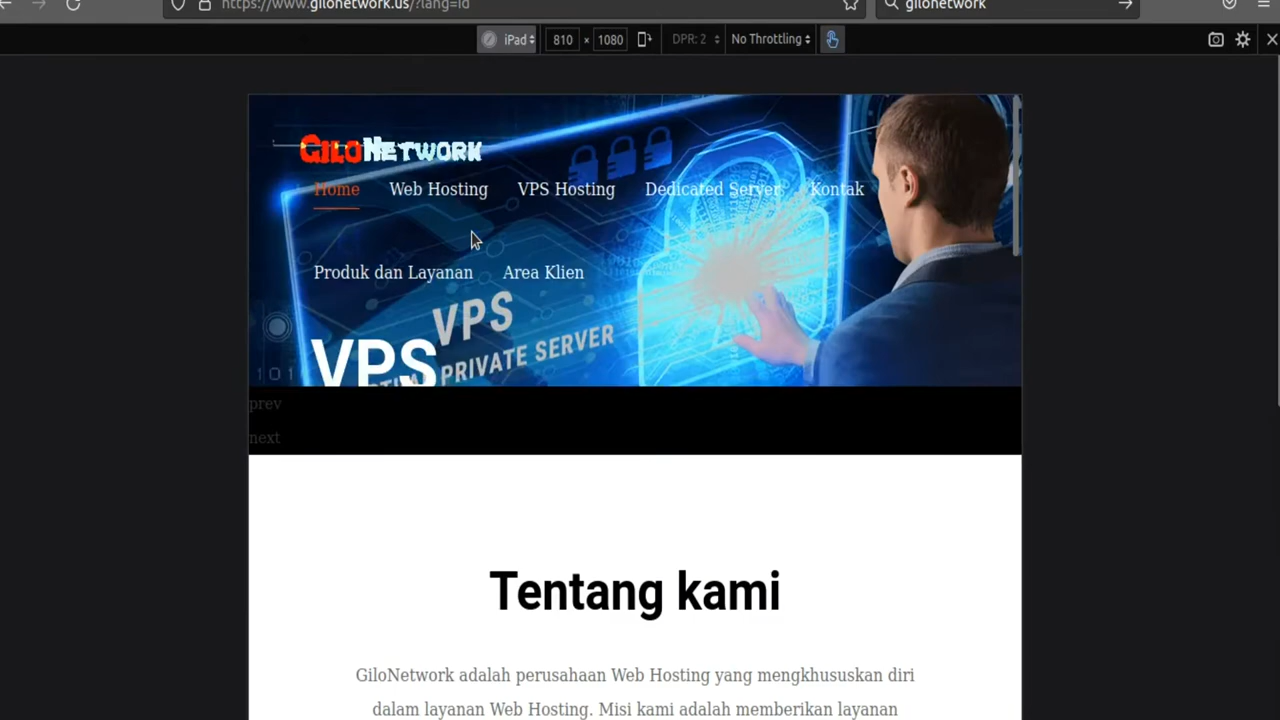 https://www.gilonetwork.us/?lang=id
gilonetwork
iPad
810 × 1080
DPR: 2
No Throttling
GILONETWORK
Home Web Hosting VPS Hosting Dedicated Server Kontak
Produk dan Layanan Area Klien
VPS
PRIVATE SERVER
VPS
prev
next
Tentang kami
GiloNetwork adalah perusahaan Web Hosting yang mengkhususkan diri
dalam layanan Web Hosting. Misi kami adalah memberikan layanan